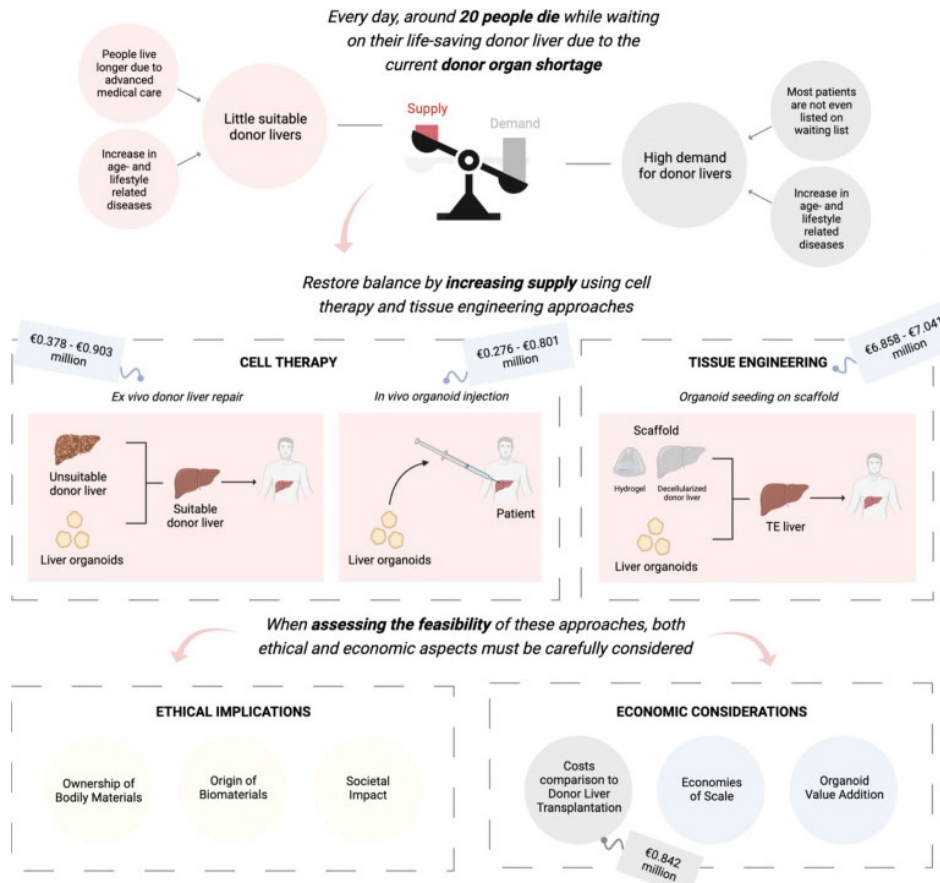 Every day, around 20 people die while waiting
on their life-saving donor liver due to the
current donor organ shortage
People live
longer due to
advanced
medical care
Increase in
age- and
lifestyle
related
diseases
Little suitable
donor livers
Supply
Demand
High demand
for donor livers
Most patients
are not even
listed on
waiting list
Increase in
age- and
lifestyle
related
diseases
Restore balance by increasing supply using cell
therapy and tissue engineering approaches
€0.378 - €0.903
million
CELL THERAPY
€0.276 - €0.801
million
Ex vivo donor liver repair
Unsuitable
donor liver
Suitable
donor liver
Liver organoids
In vivo organoid injection
Patient
Liver organoids
TISSUE ENGINEERING
€6.858 - €7.041
million
Organoid seeding on scaffold
Scaffold
Hydrogel
Decellularized
donor liver
TE liver
Liver organoids
When assessing the feasibility of these approaches, both
ethical and economic aspects must be carefully considered
ETHICAL IMPLICATIONS
Ownership of
Bodily Materials
Origin of
Biomaterials
Societal
Impact
ECONOMIC CONSIDERATIONS
Costs
comparison to
Donor Liver
Transplantation
Economies
of Scale
Organoid
Value Addition
€0.842
million